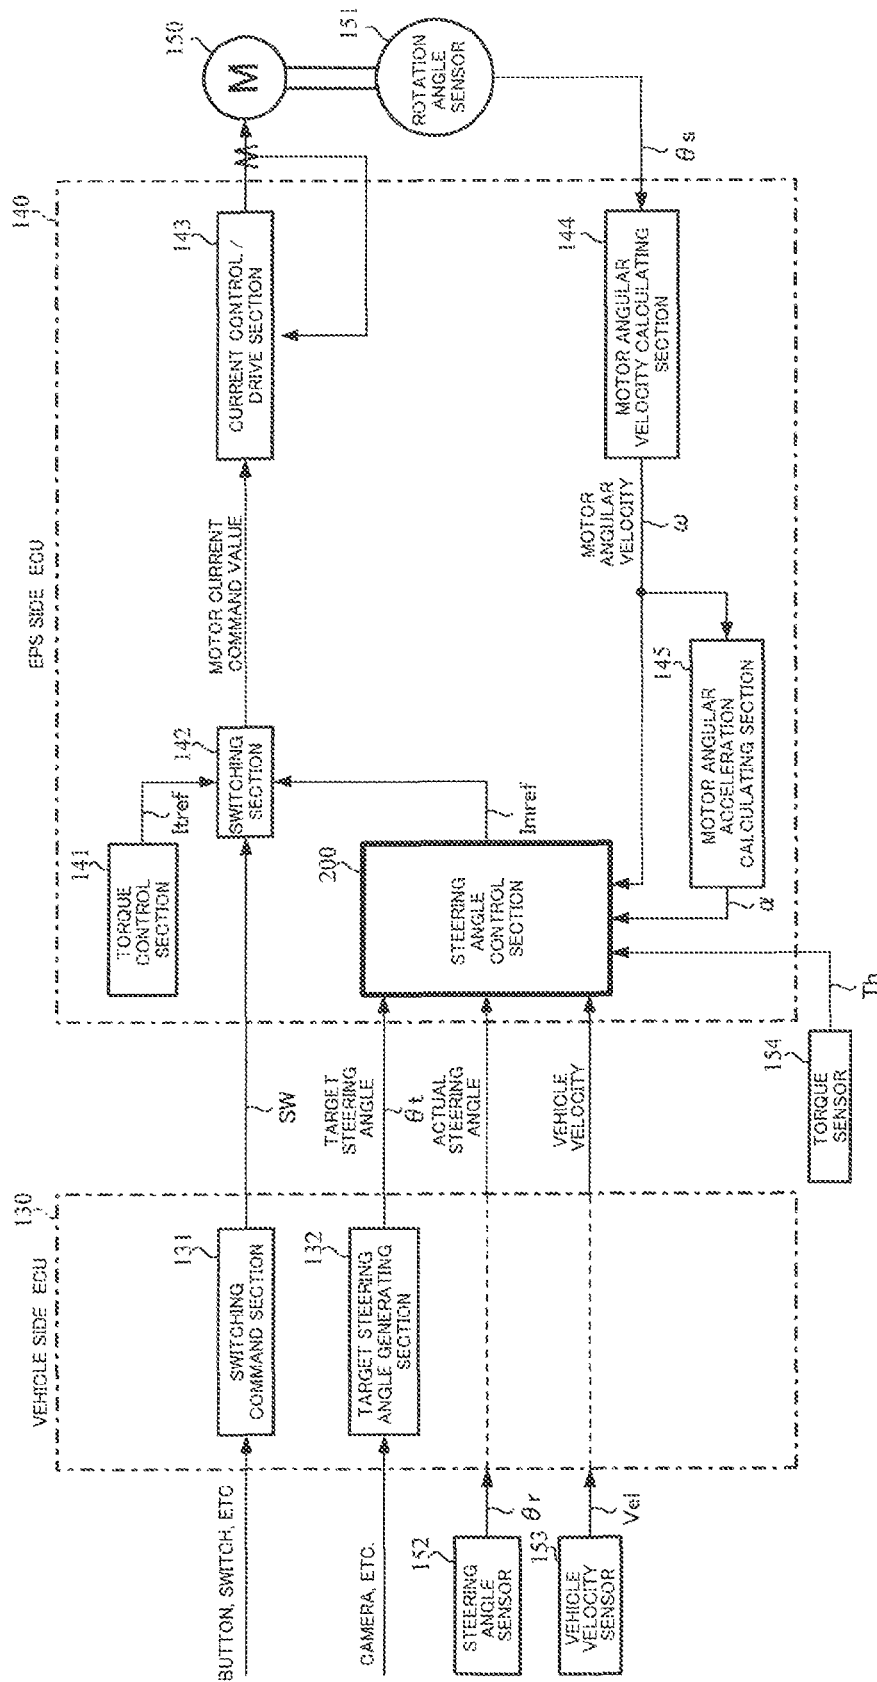 VEHICLE SIDE ECU
130
EPS SIDE ECU
140
BUTTON, SWITCH, ETC
131
SWITCHING
COMMAND SECTION
SW
141
TORQUE
CONTROL
SECTION
Itref
142
SWITCHING
SECTION
MOTOR CURRENT
COMMAND VALUE
143
CURRENT CONTROL/
DRIVE SECTION
150
M
151
ROTATION
ANGLE
SENSOR
θs
CAMERA, ETC.
132
TARGET STEERING
ANGLE GENERATING
SECTION
TARGET
STEERING
ANGLE
θt
200
STEERING
ANGLE
CONTROL
SECTION
Imref
152
STEERING
ANGLE
SENSOR
θr
ACTUAL
STEERING
ANGLE
153
VEHICLE
VELOCITY
SENSOR
Vel
VEHICLE
VELOCITY
MOTOR
ANGULAR
VELOCITY
ω
144
MOTOR ANGULAR
VELOCITY CALCULATING
SECTION
145
MOTOR ANGULAR
ACCELERATION
CALCULATING SECTION
α
154
TORQUE
SENSOR
Th